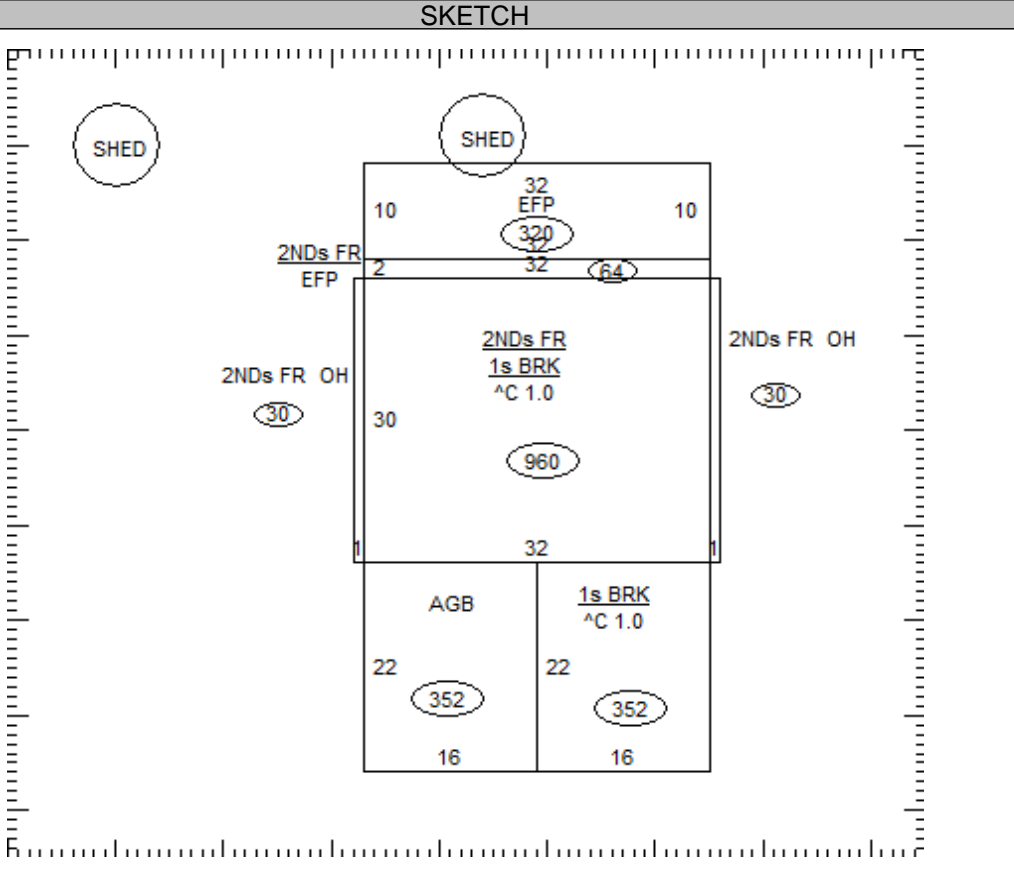 SKETCH
SHED
SHED
32
EFP
10
10
320
32
2NDs FR
EFP
2
32
64
2NDs FR
1s BRK
^C 1.0
2NDs FR OH
30
2NDs FR OH
30
30
960
1
32
1
AGB
1s BRK
^C 1.0
22
22
352
352
16
16